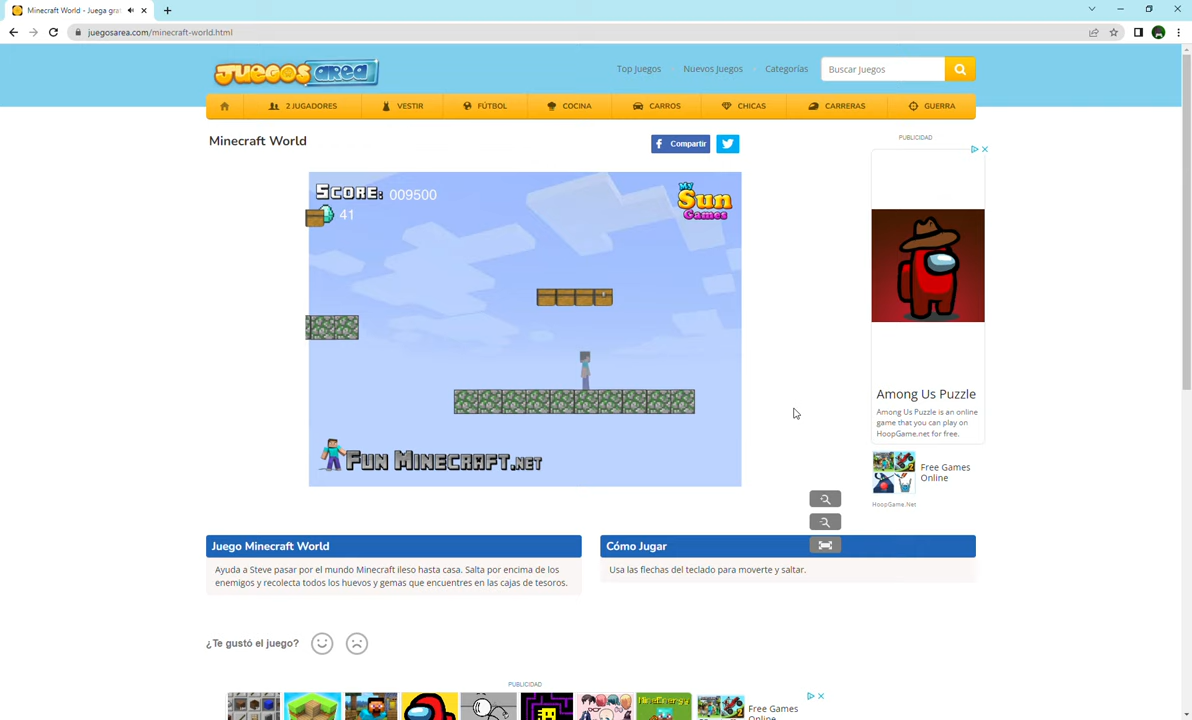 Minecraft World - Juega gra
juegosarea.com/minecraft-world.html
JUEGOS area
Top Juegos
Nuevos Juegos
Categorías
Buscar Juegos
2 JUGADORES
VESTIR
FÚTBOL
COCINA
CARROS
CHICAS
CARRERAS
GUERRA
Minecraft World
Compartir
PUBLICIDAD
SCORE: 009500
41
My Sun Games
FUN MINECRAFT.NET
Among Us Puzzle
Among Us Puzzle is an online
game that you can play on
HoopGame.net for free.
Free Games
Online
HoopGame.Net
Juego Minecraft World
Ayuda a Steve pasar por el mundo Minecraft ileso hasta casa. Salta por encima de los
enemigos y recolecta todos los huevos y gemas que encuentres en las cajas de tesoros.
Cómo Jugar
Usa las flechas del teclado para moverte y saltar.
¿Te gustó el juego?
PUBLICIDAD
Free Games
Online